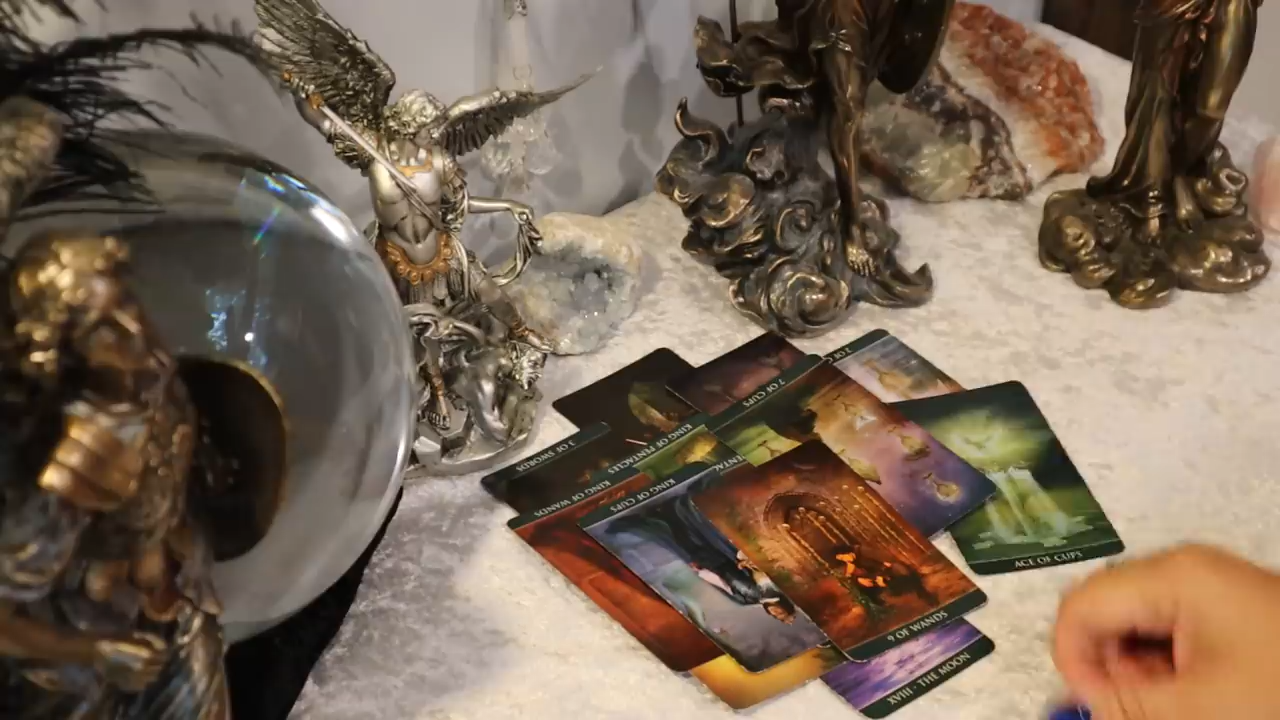 2 OF CUPS
7 OF CUPS
KING OF PENTACLES
3 OF SWORDS
KING OF WANDS
KING OF CUPS
ACE OF CUPS
9 OF WANDS
XVIII · THE MOON